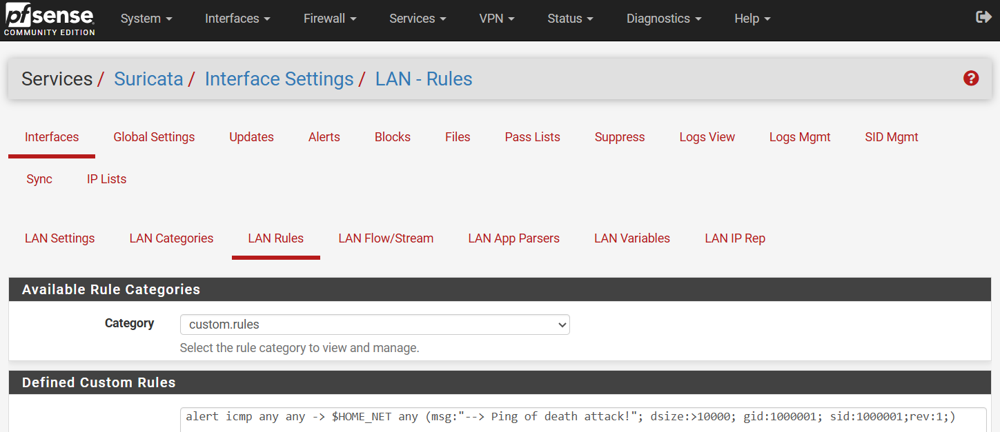 pfsense System Interfaces Firewall Services VPN Status Diagnostics Help
COMMUNITY EDITION
Services / Suricata / Interface Settings / LAN - Rules ?
Interfaces Global Settings Updates Alerts Blocks Files Pass Lists Suppress Logs View Logs Mgmt SID Mgmt
Sync IP Lists
LAN Settings LAN Categories LAN Rules LAN Flow/Stream LAN App Parsers LAN Variables LAN IP Rep
Available Rule Categories
Category custom.rules
Select the rule category to view and manage.
Defined Custom Rules
alert icmp any any -> $HOME_NET any (msg:"--> Ping of death attack!"; dsize:>10000; gid:1000001; sid:1000001;rev:1;)